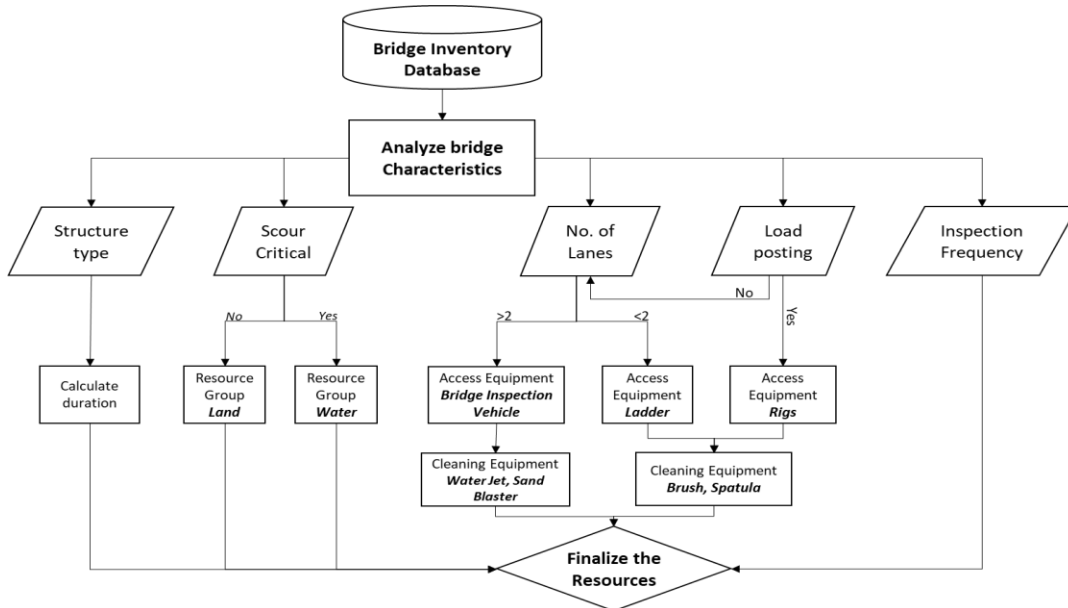 Bridge Inventory
Database
Analyze bridge
Characteristics
Structure
type
Scour
Critical
No. of
Lanes
Load
posting
Inspection
Frequency
No
No
Yes
>2
<2
Yes
Calculate
duration
Resource
Group
Land
Resource
Group
Water
Access Equipment
Bridge Inspection
Vehicle
Access
Equipment
Ladder
Access
Equipment
Rigs
Cleaning Equipment
Water Jet, Sand
Blaster
Cleaning Equipment
Brush, Spatula
Finalize the
Resources